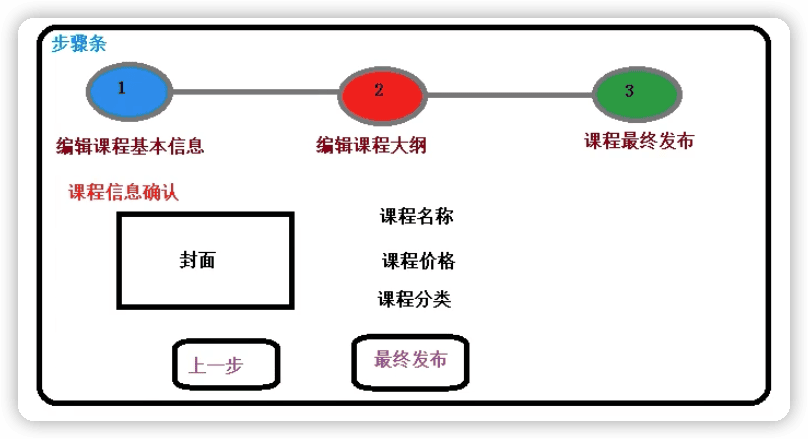 步骤条
1
2
3
编辑课程基本信息
编辑课程大纲
课程最终发布
课程信息确认
封面
课程名称
课程价格
课程分类
上一步
最终发布